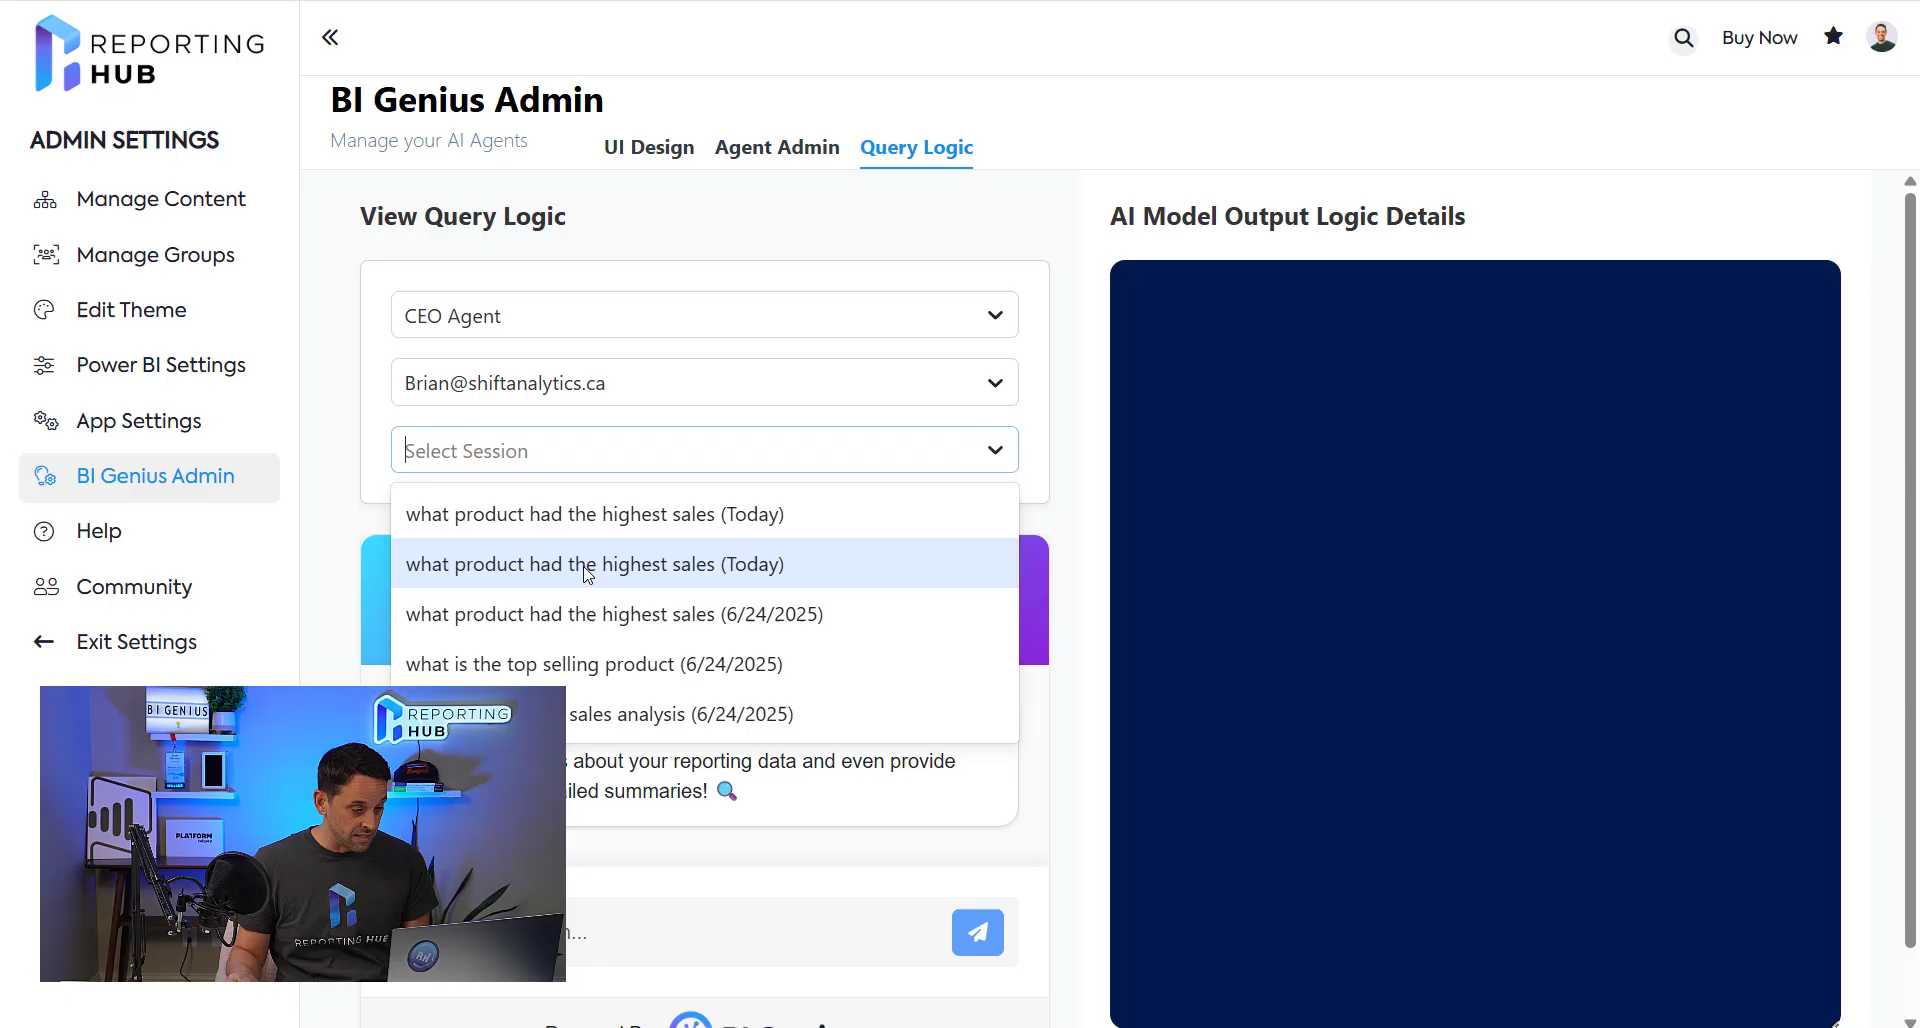 REPORTING
HUB
Buy Now
BI Genius Admin
Manage your AI Agents
UI Design
Agent Admin
Query Logic
ADMIN SETTINGS
Manage Content
Manage Groups
Edit Theme
Power BI Settings
App Settings
BI Genius Admin
Help
Community
Exit Settings
View Query Logic
CEO Agent
Brian@shiftanalytics.ca
Select Session
what product had the highest sales (Today)
what product had the highest sales (Today)
what product had the highest sales (6/24/2025)
what is the top selling product (6/24/2025)
sales analysis (6/24/2025)
about your reporting data and even provide
summaries!
AI Model Output Logic Details
BI GENIUS
REPORTING
HUB
PLATFORM
REPORTING HUB